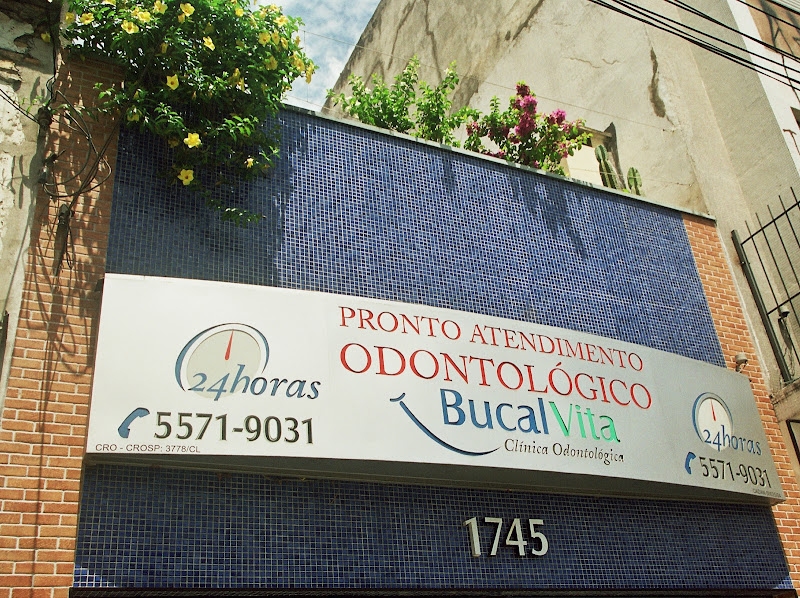 PRONTO ATENDIMENTO
ODONTOLÓGICO
BucalVita
Clínica Odontológica
24horas
5571-9031
CRO - CROSP: 3778/CL
24horas
5571-9031
1745